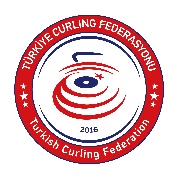 TÜRKİYE CURLING FEDERASYONU
2016
Turkish Curling Federation